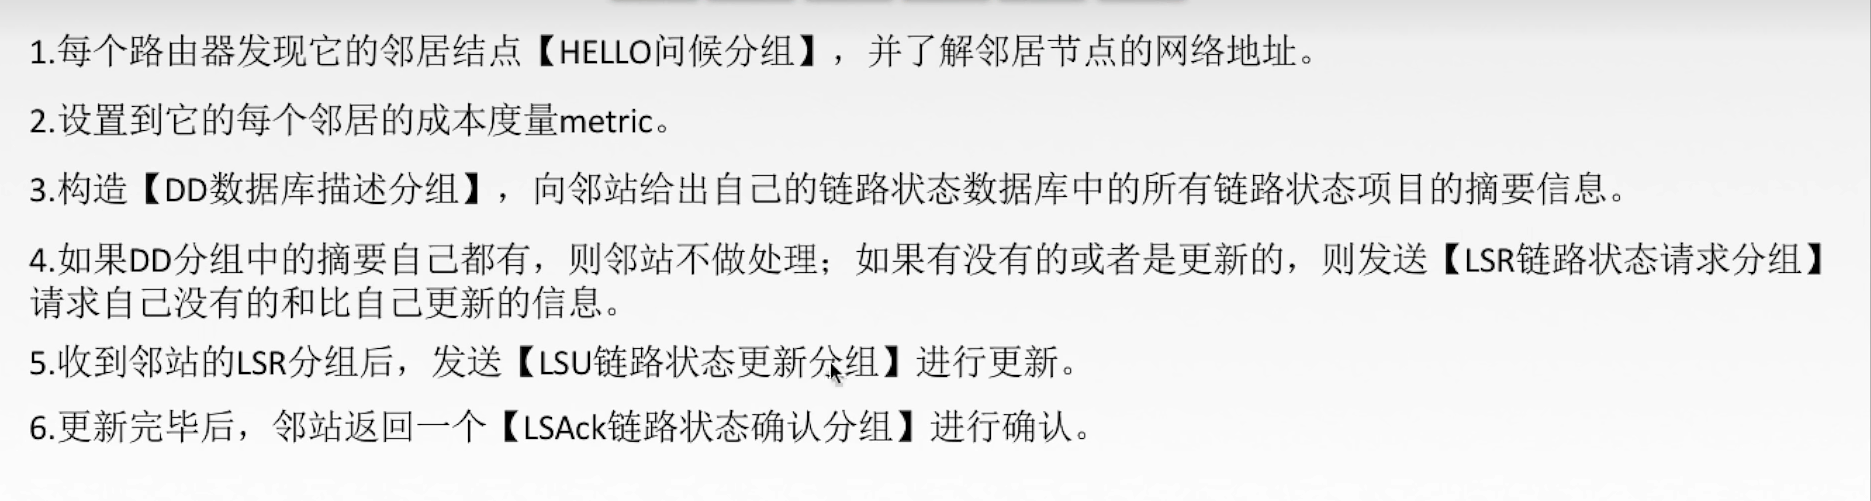 1.每个路由器发现它的邻居结点【HELLO问候分组】，并了解邻居节点的网络地址。
2.设置到它的每个邻居的成本度量metric。
3.构造【DD数据库描述分组】，向邻站给出自己的链路状态数据库中的所有链路状态项目的摘要信息。
4.如果DD分组中的摘要自己都有，则邻站不做处理；如果有没有的或者是更新的，则发送【LSR链路状态请求分组】
请求自己没有的和比自己更新的信息。
5.收到邻站的LSR分组后，发送【LSU链路状态更新分组】进行更新。
6.更新完毕后，邻站返回一个【LSAck链路状态确认分组】进行确认。